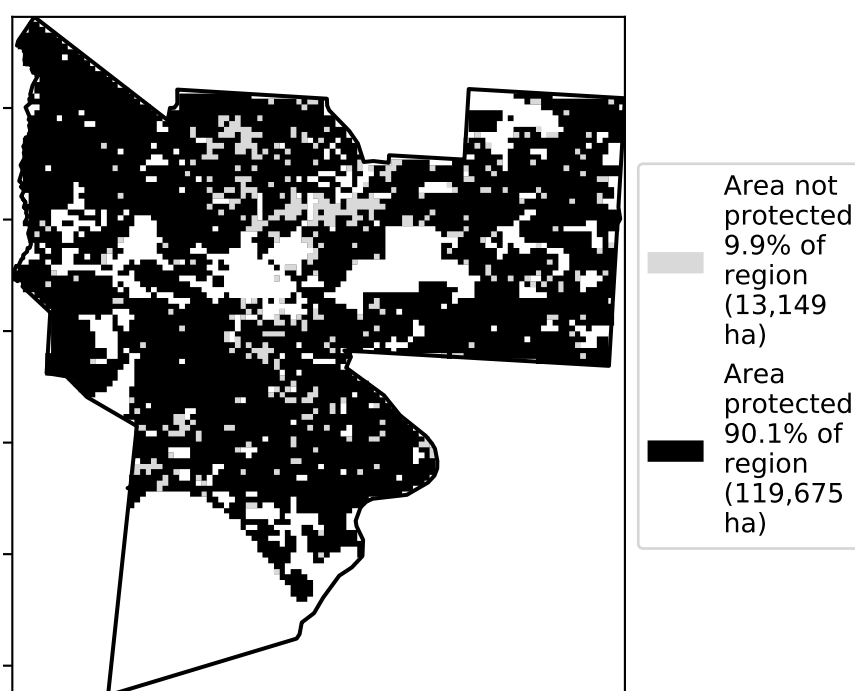 Area not
protected
9.9% of
region
(13,149
ha)
Area
protected
90.1% of
region
(119,675
ha)